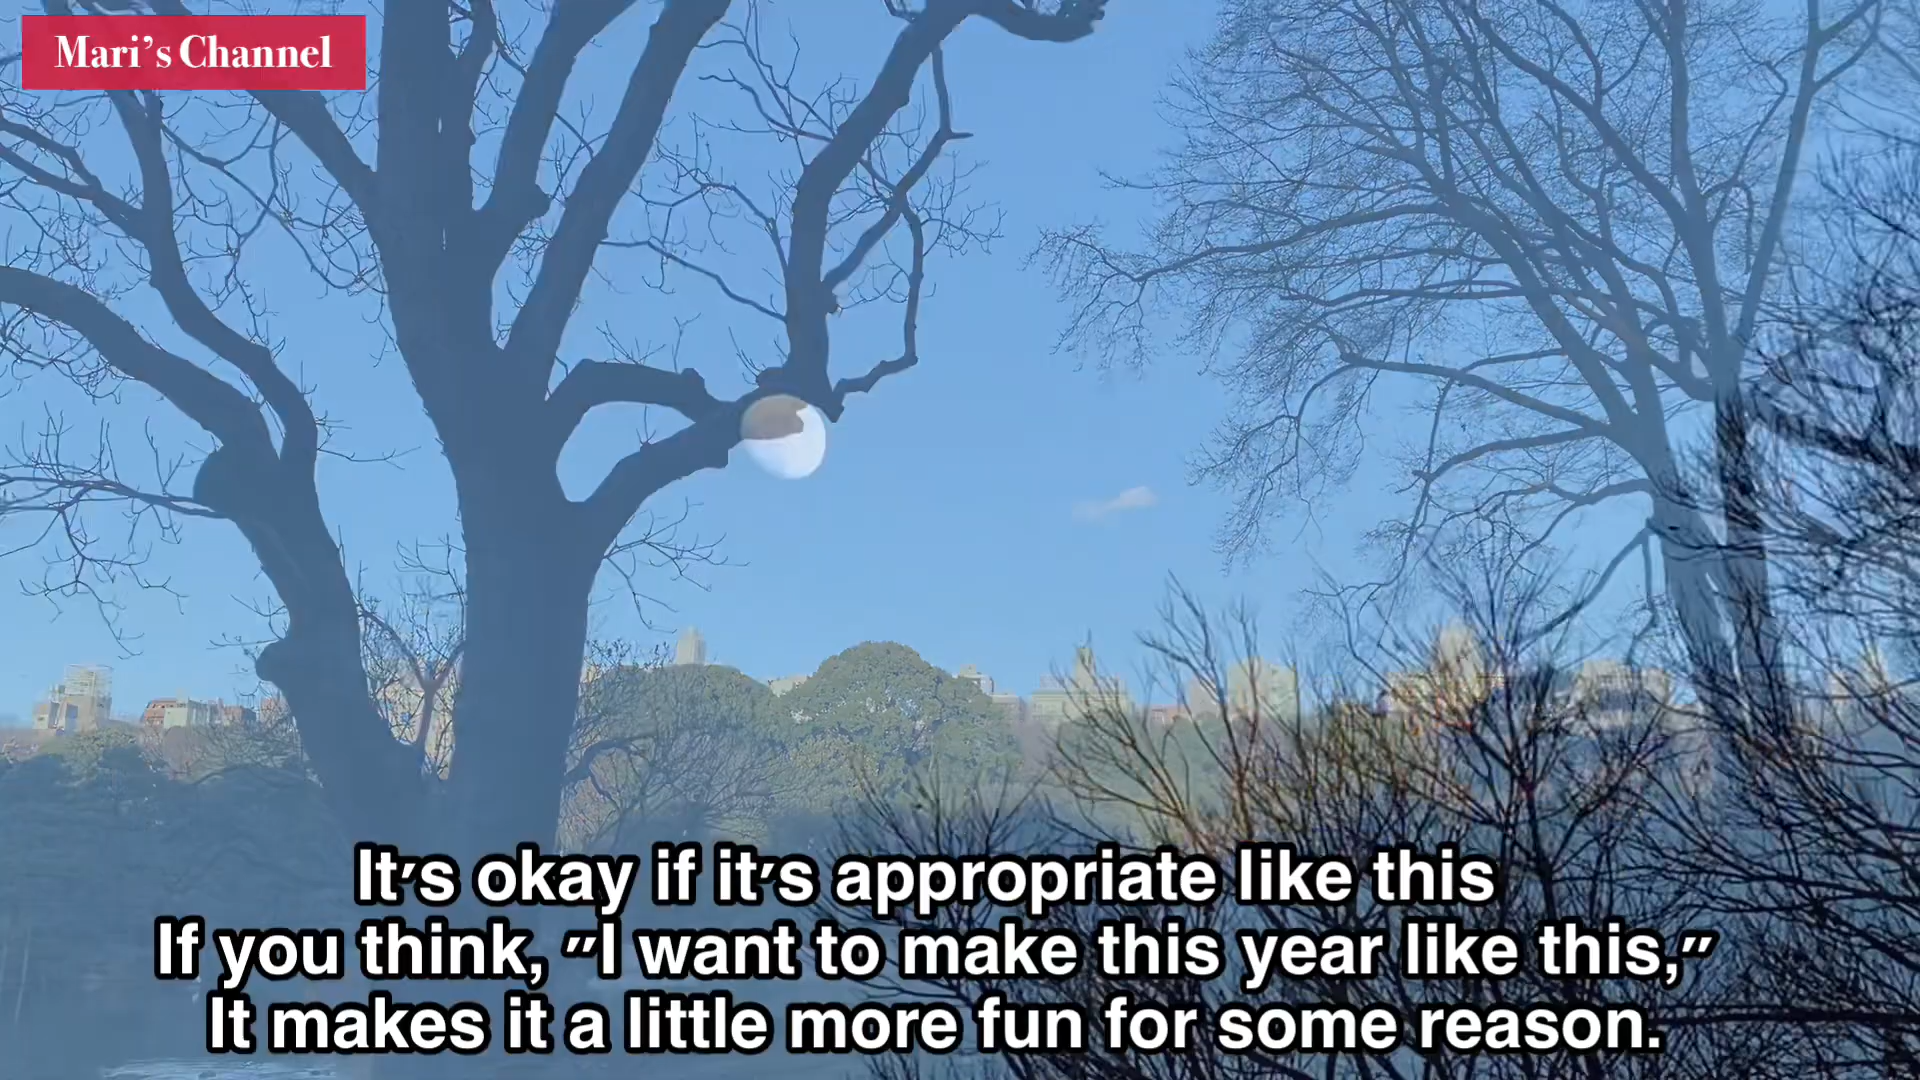 Mari's Channel
It's okay if it's appropriate like this
If you think, "I want to make this year like this,"
It makes it a little more fun for some reason.